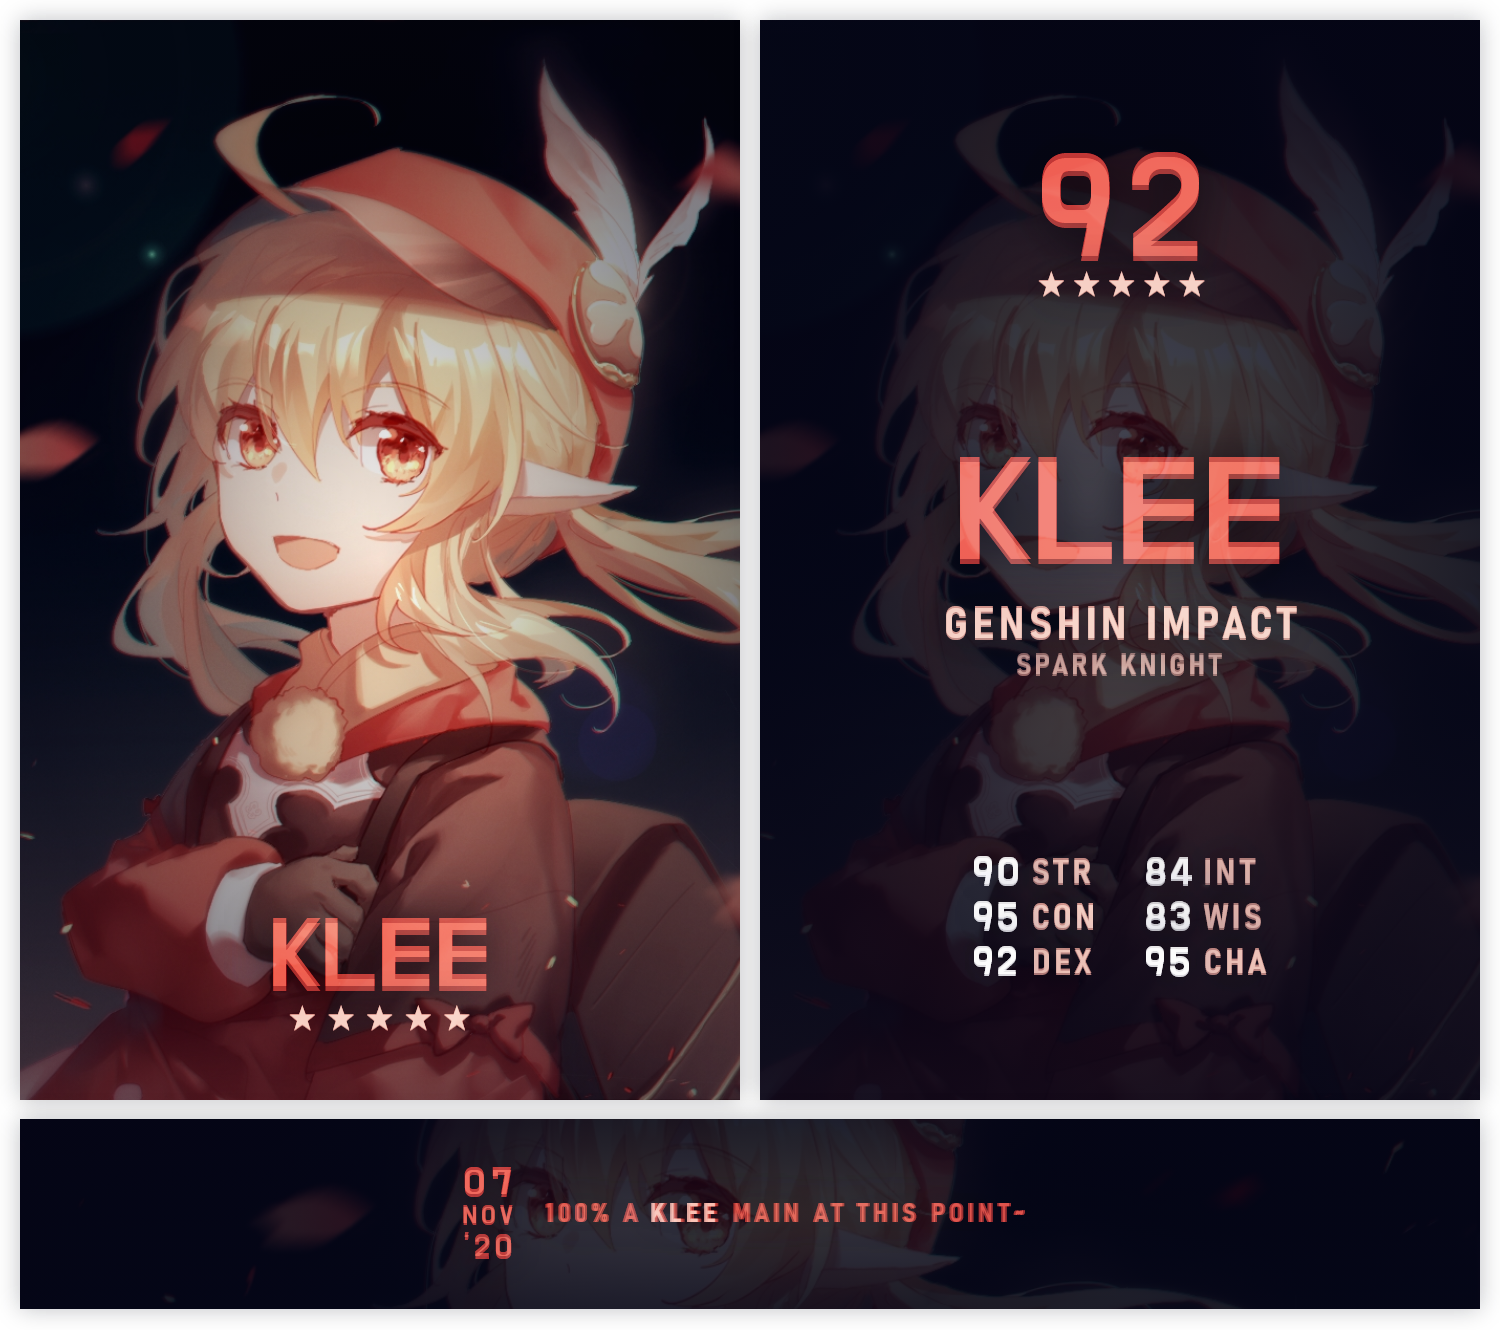 KLEE
★★★★★
92
★★★★★
KLEE
GENSHIN IMPACT
SPARK KNIGHT
90 STR 84 INT
95 CON 83 WIS
92 DEX 95 CHA
07
NOV
'20
100% A KLEE MAIN AT THIS POINT~